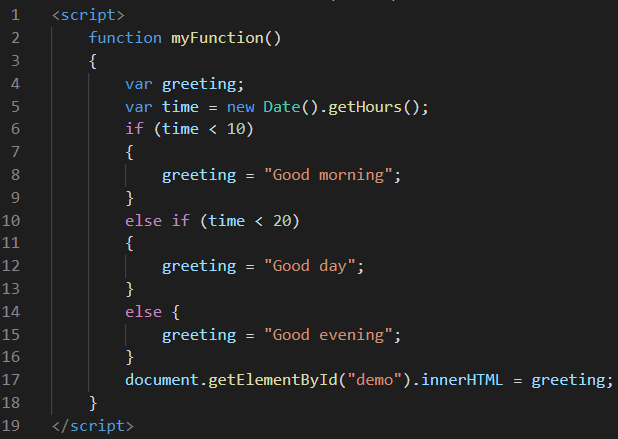 1 <script>
2     function myFunction()
3     {
4         var greeting;
5         var time = new Date().getHours();
6         if (time < 10)
7         {
8             greeting = "Good morning";
9         }
10         else if (time < 20)
11         {
12             greeting = "Good day";
13         }
14         else {
15             greeting = "Good evening";
16         }
17         document.getElementById("demo").innerHTML = greeting;
18     }
19 </script>